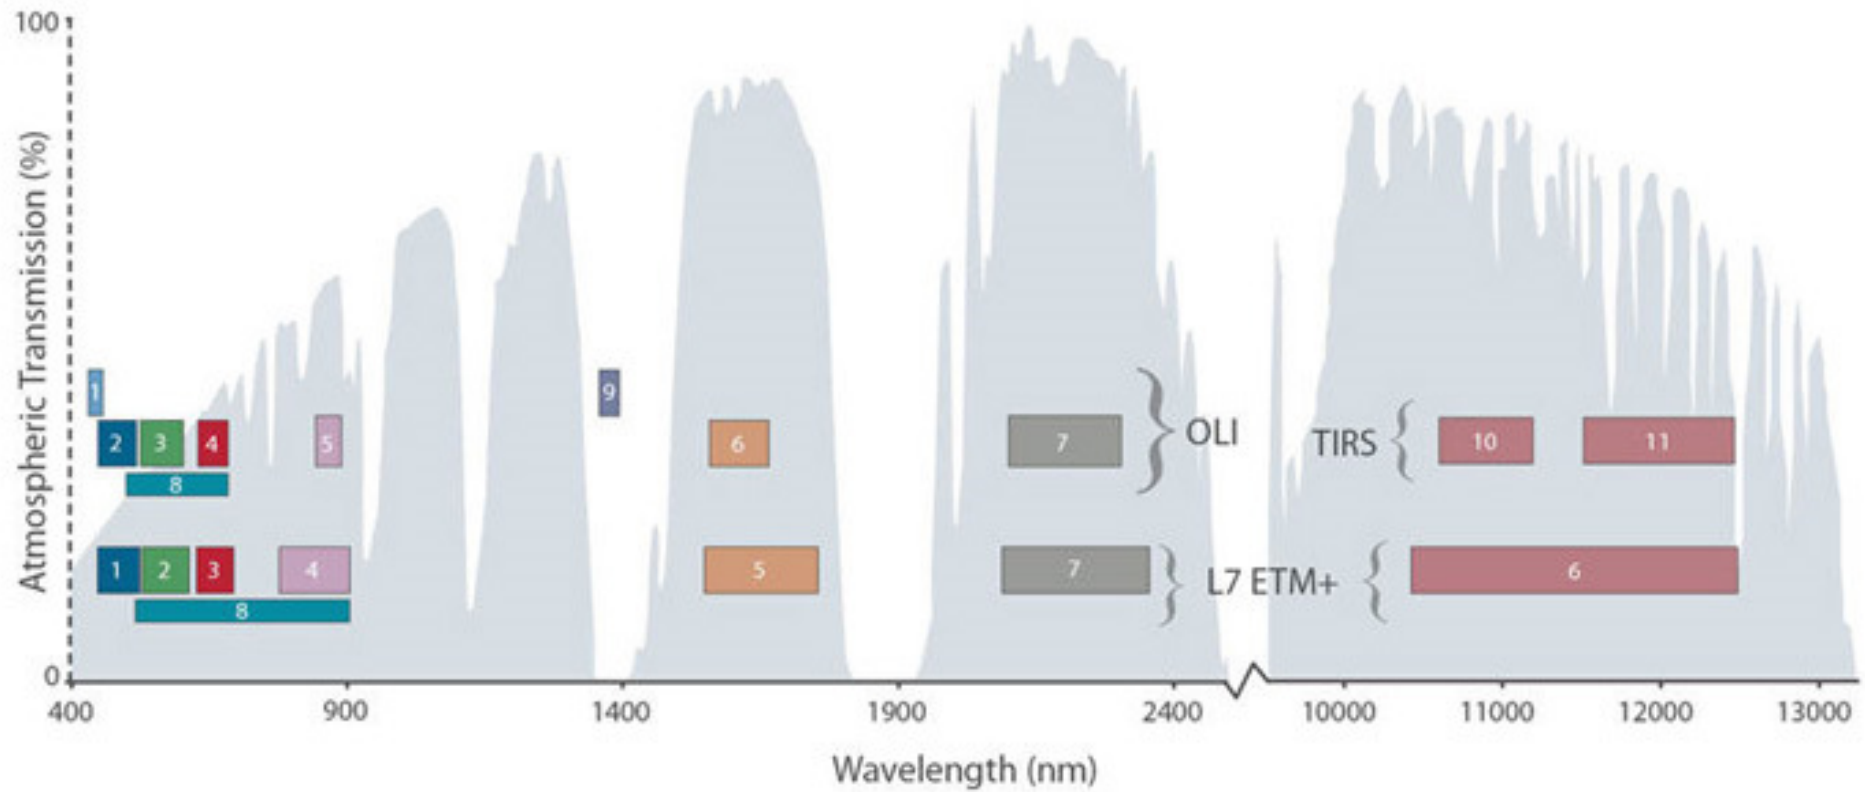 100
Atmospheric Transmission (%)
0
1 9
2 3 4 5 6 7 OLI TIRS 10 11
8
1 2 3 4 5 7 L7 ETM+ 6
8
400 900 1400 1900 2400 10000 11000 12000 13000
Wavelength (nm)